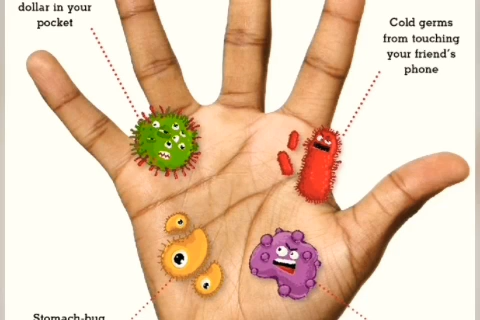 dollar in your
pocket
Cold germs
from touching
your friend's
phone
Stomach-bug